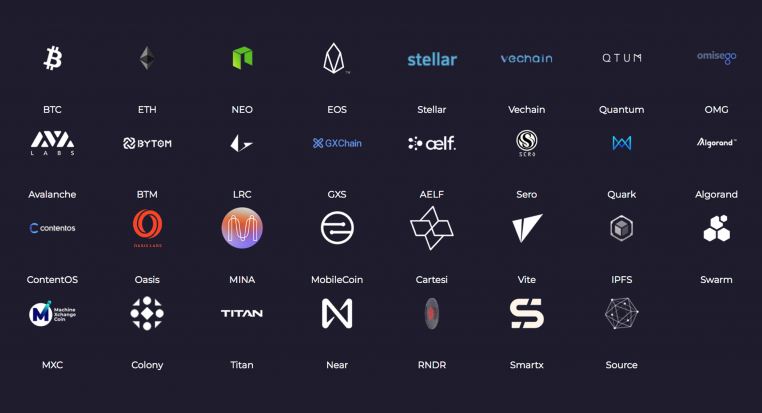 stellar vechain QTUM omisego
BTC ETH NEO EOS Stellar Vechain Quantum OMG
AVA LABS BYTOM GXChain aelf. SERO Algorand
Avalanche BTM LRC GXS AELF Sero Quark Algorand
contentos OASIS LABS
ContentOS Oasis MINA MobileCoin Cartesi Vite IPFS Swarm
Machine Xchange Coin TITAN
MXC Colony Titan Near RNDR Smartx Source